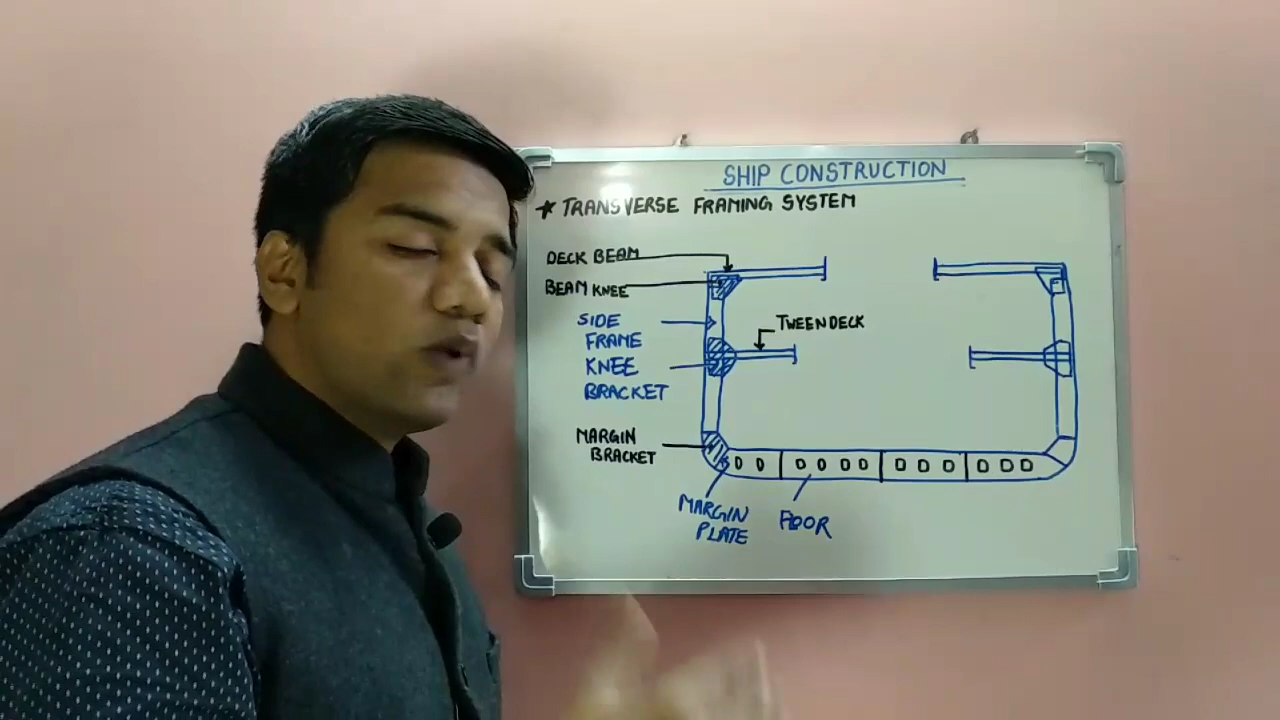 SHIP CONSTRUCTION
* TRANSVERSE FRAMING SYSTEM
DECK BEAM
BEAM KNEE
SIDE
FRAME
TWEENDECK
KNEE
BRACKET
MARGIN
BRACKET
MARGIN
PLATE
FLOOR